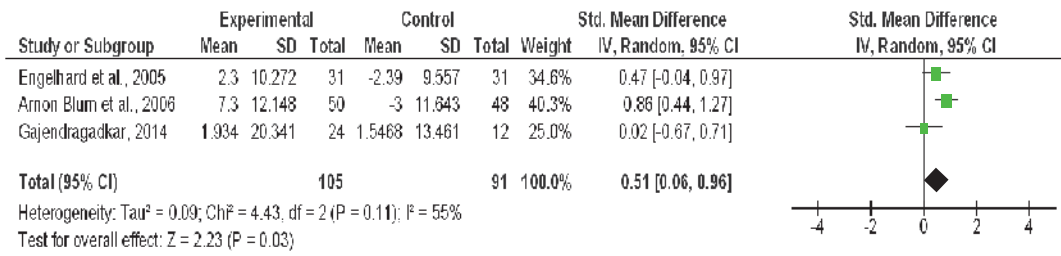 Experimental Control Std. Mean Difference Std. Mean Difference
Study or Subgroup Mean SD Total Mean SD Total Weight IV, Random, 95% CI IV, Random, 95% CI
Engelhard et al., 2005 2.3 10.272 31 -2.39 9.557 31 34.6% 0.47 [-0.04, 0.97]
Arnon Blum et al., 2006 7.3 12.148 50 -3 11.643 48 40.3% 0.86 [0.44, 1.27]
Gajendragadkar, 2014 1.934 20.341 24 1.5468 13.461 12 25.0% 0.02 [-0.67, 0.71]
Total (95% CI) 105 91 100.0% 0.51 [0.06, 0.96]
Heterogeneity: Tau² = 0.09; Chi² = 4.43, df = 2 (P = 0.11); I² = 55%
Test for overall effect: Z = 2.23 (P = 0.03)
-4 -2 0 2 4